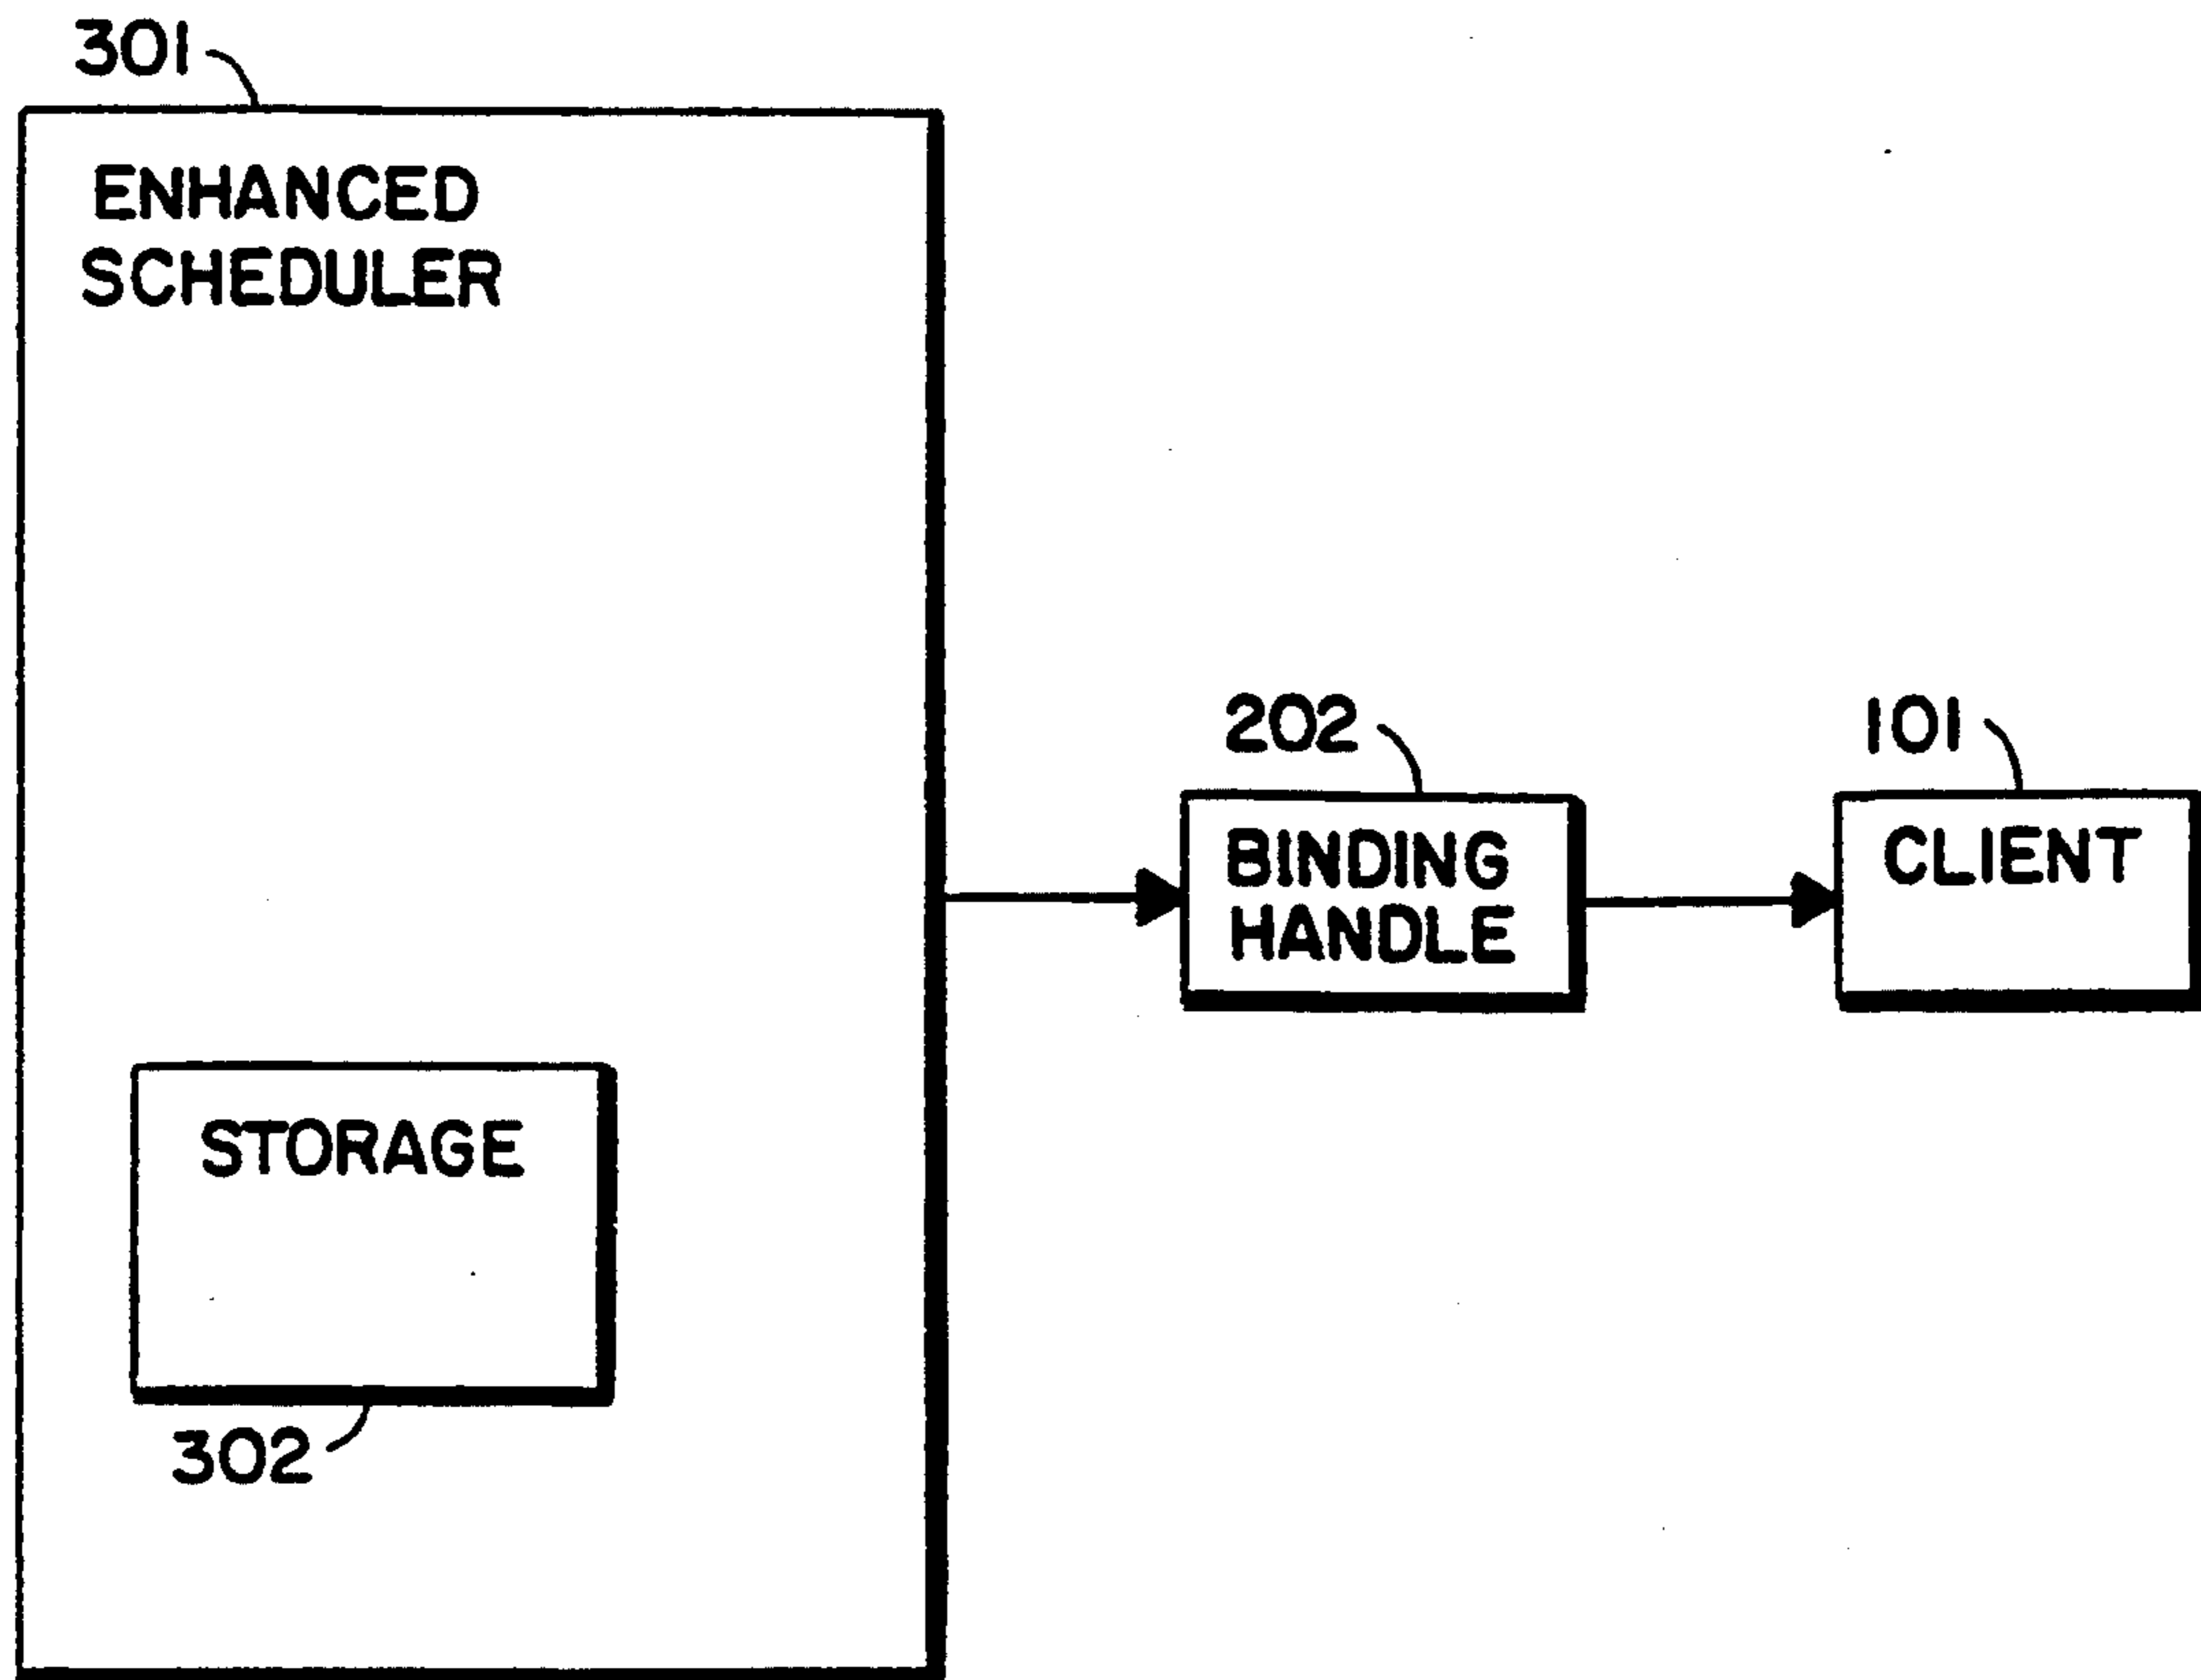 301
ENHANCED
SCHEDULER
202
101
BINDING
HANDLE
CLIENT
STORAGE
302